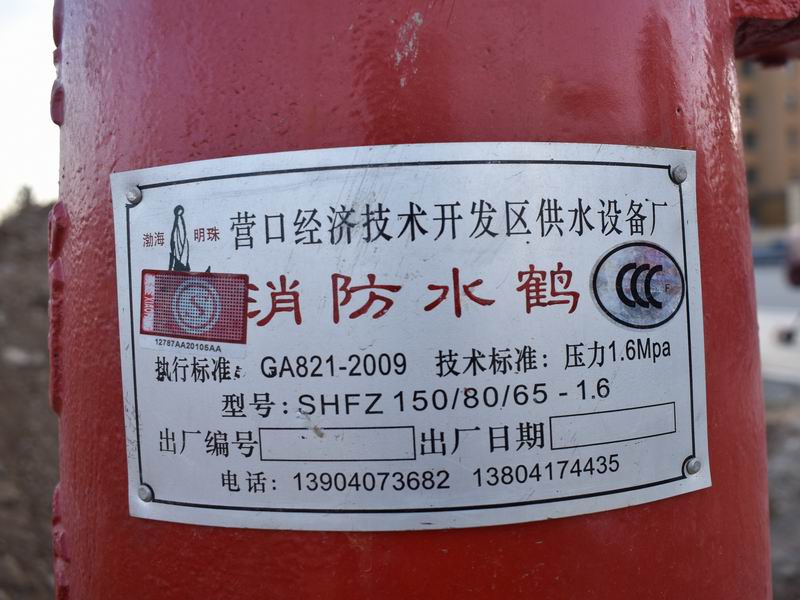 渤海 明珠 营口经济技术开发区供水设备厂
消防水鹤 CCC F
12787AA20105AA
执行标准: GA821-2009 技术标准: 压力1.6Mpa
型号: SHFZ 150/80/65 - 1.6
出厂编号 出厂日期
电话: 13904073682 13804174435